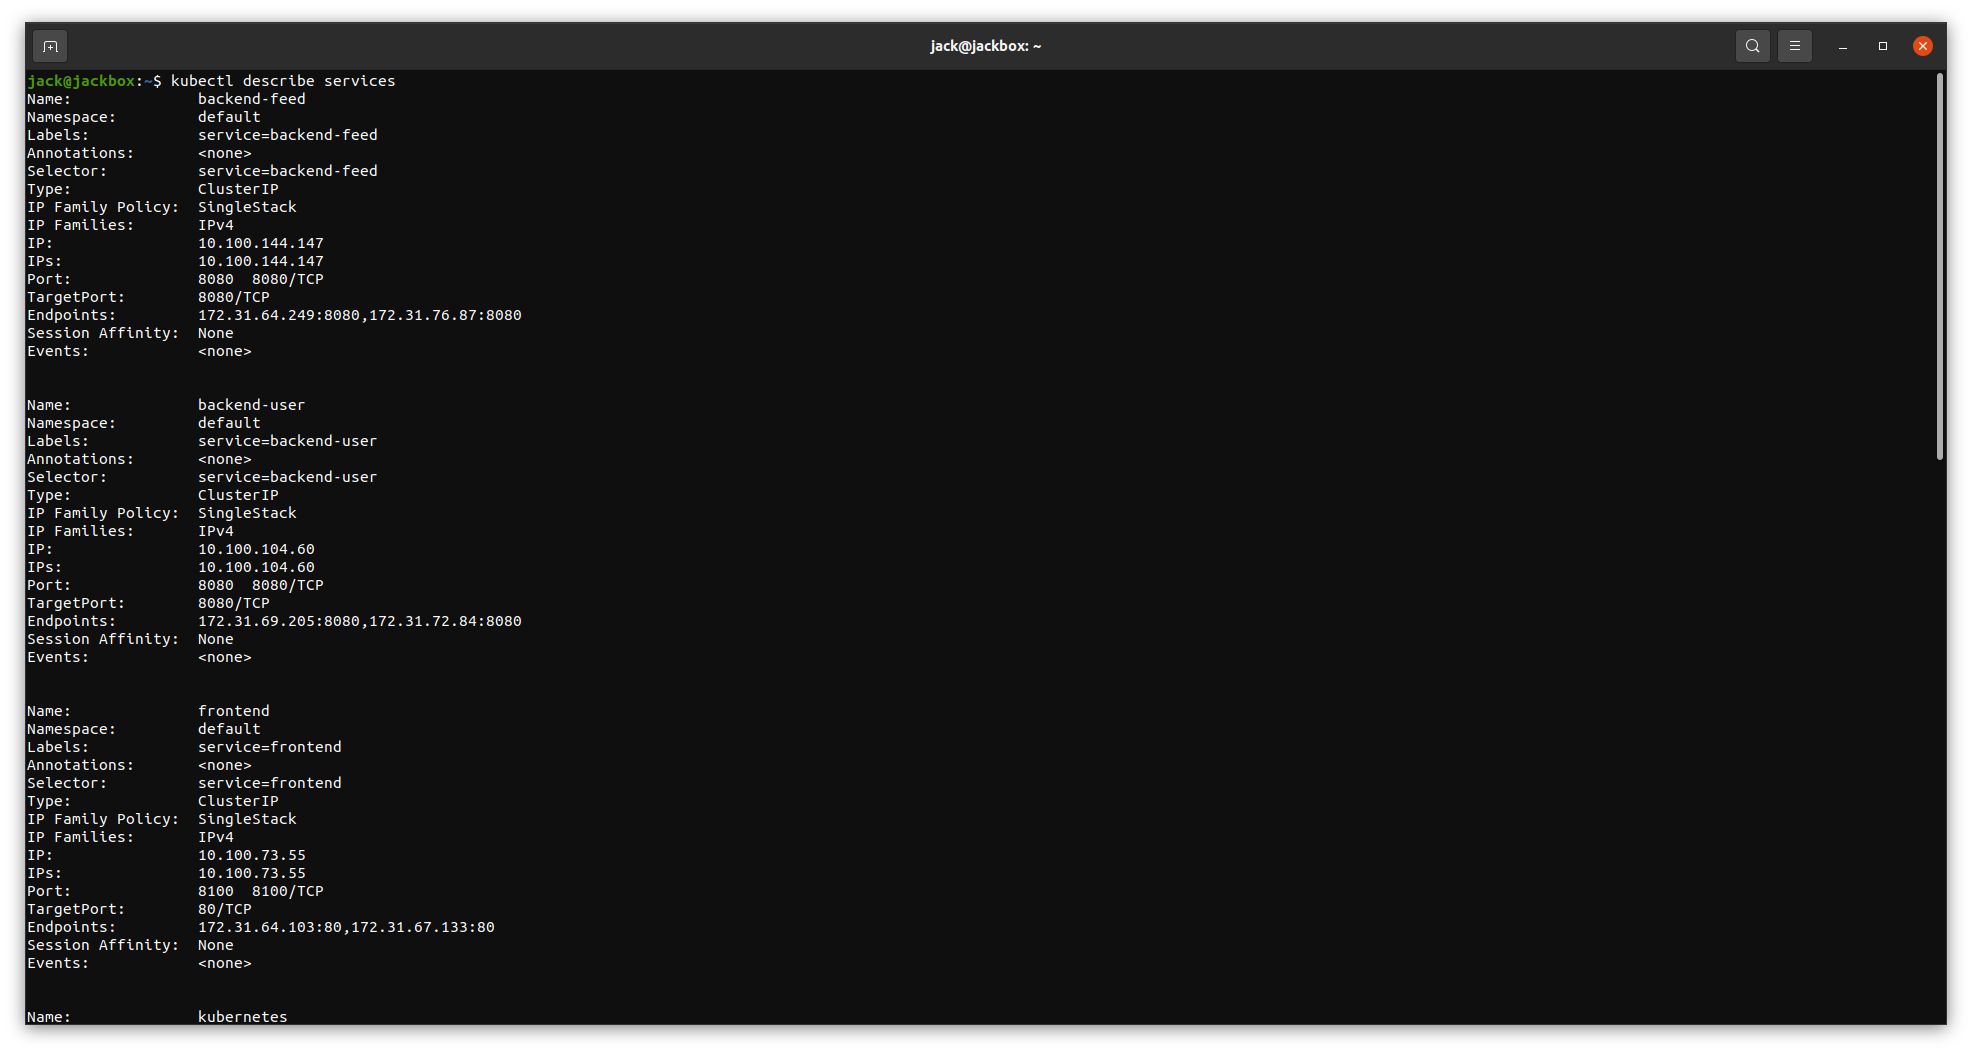 jack@jackbox: ~
jack@jackbox:~$ kubectl describe services
Name:              backend-feed
Namespace:         default
Labels:            service=backend-feed
Annotations:       <none>
Selector:          service=backend-feed
Type:              ClusterIP
IP Family Policy:  SingleStack
IP Families:       IPv4
IP:                10.100.144.147
IPs:               10.100.144.147
Port:              8080  8080/TCP
TargetPort:        8080/TCP
Endpoints:         172.31.64.249:8080,172.31.76.87:8080
Session Affinity:  None
Events:            <none>
Name:              backend-user
Namespace:         default
Labels:            service=backend-user
Annotations:       <none>
Selector:          service=backend-user
Type:              ClusterIP
IP Family Policy:  SingleStack
IP Families:       IPv4
IP:                10.100.104.60
IPs:               10.100.104.60
Port:              8080  8080/TCP
TargetPort:        8080/TCP
Endpoints:         172.31.69.205:8080,172.31.72.84:8080
Session Affinity:  None
Events:            <none>
Name:              frontend
Namespace:         default
Labels:            service=frontend
Annotations:       <none>
Selector:          service=frontend
Type:              ClusterIP
IP Family Policy:  SingleStack
IP Families:       IPv4
IP:                10.100.73.55
IPs:               10.100.73.55
Port:              8100  8100/TCP
TargetPort:        80/TCP
Endpoints:         172.31.64.103:80,172.31.67.133:80
Session Affinity:  None
Events:            <none>
Name:              kubernetes